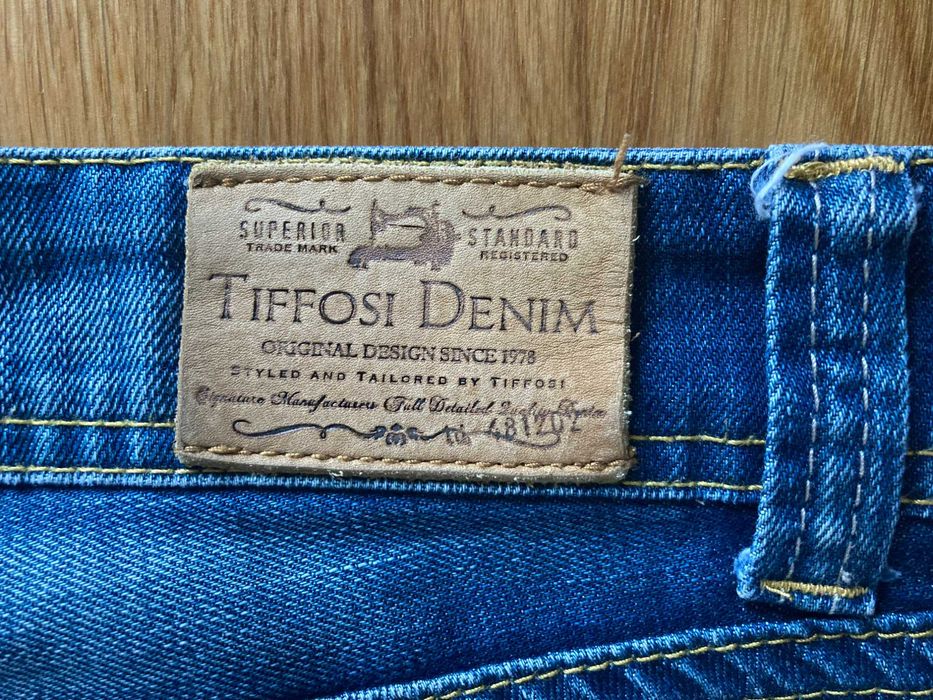 SUPERIOR STANDARD
TRADE MARK REGISTERED
TIFFOSI DENIM
ORIGINAL DESIGN SINCE 1978
STYLED AND TAILORED BY TIFFOSI
Signature Manufacturers Full Detailed Quality
481202